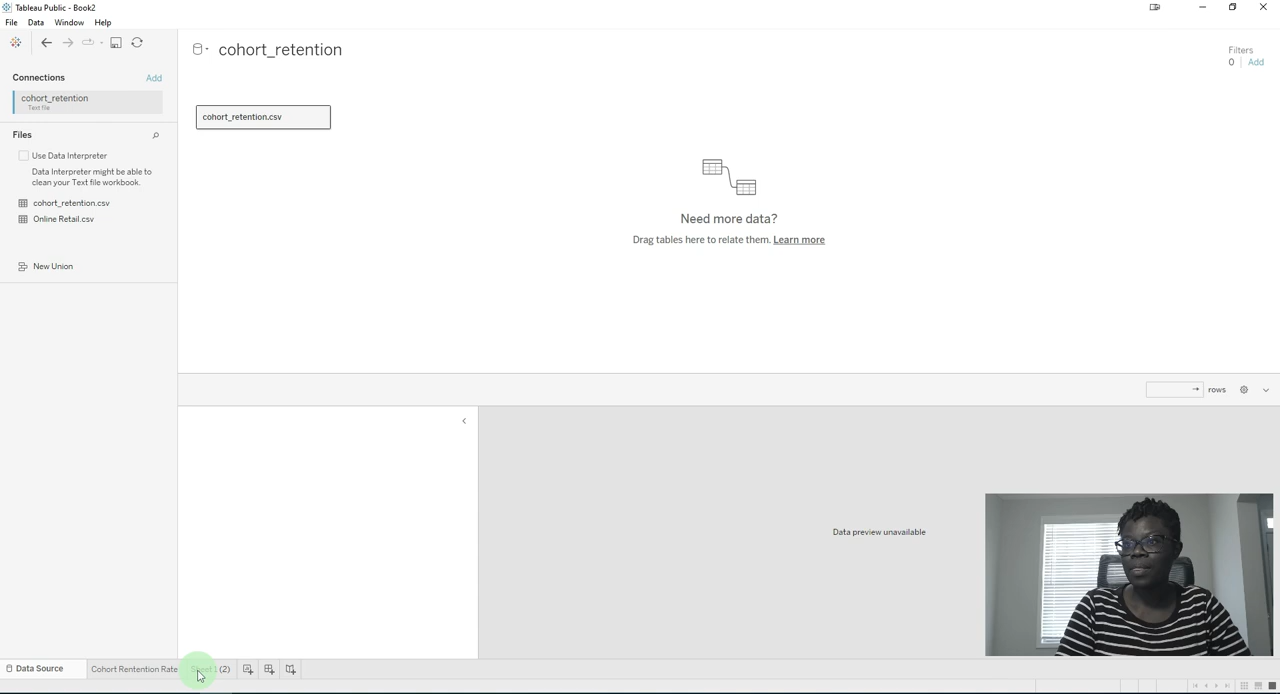 Tableau Public - Book2
File Data Window Help
cohort_retention
Filters
0 Add
Connections Add
cohort_retention
Text file
cohort_retention.csv
Files
Use Data Interpreter
Data Interpreter might be able to
clean your Text file workbook.
cohort_retention.csv
Online Retail.csv
New Union
Need more data?
Drag tables here to relate them. Learn more
rows
Data preview unavailable
Data Source Cohort Rentention Rate Sheet 1 (2)